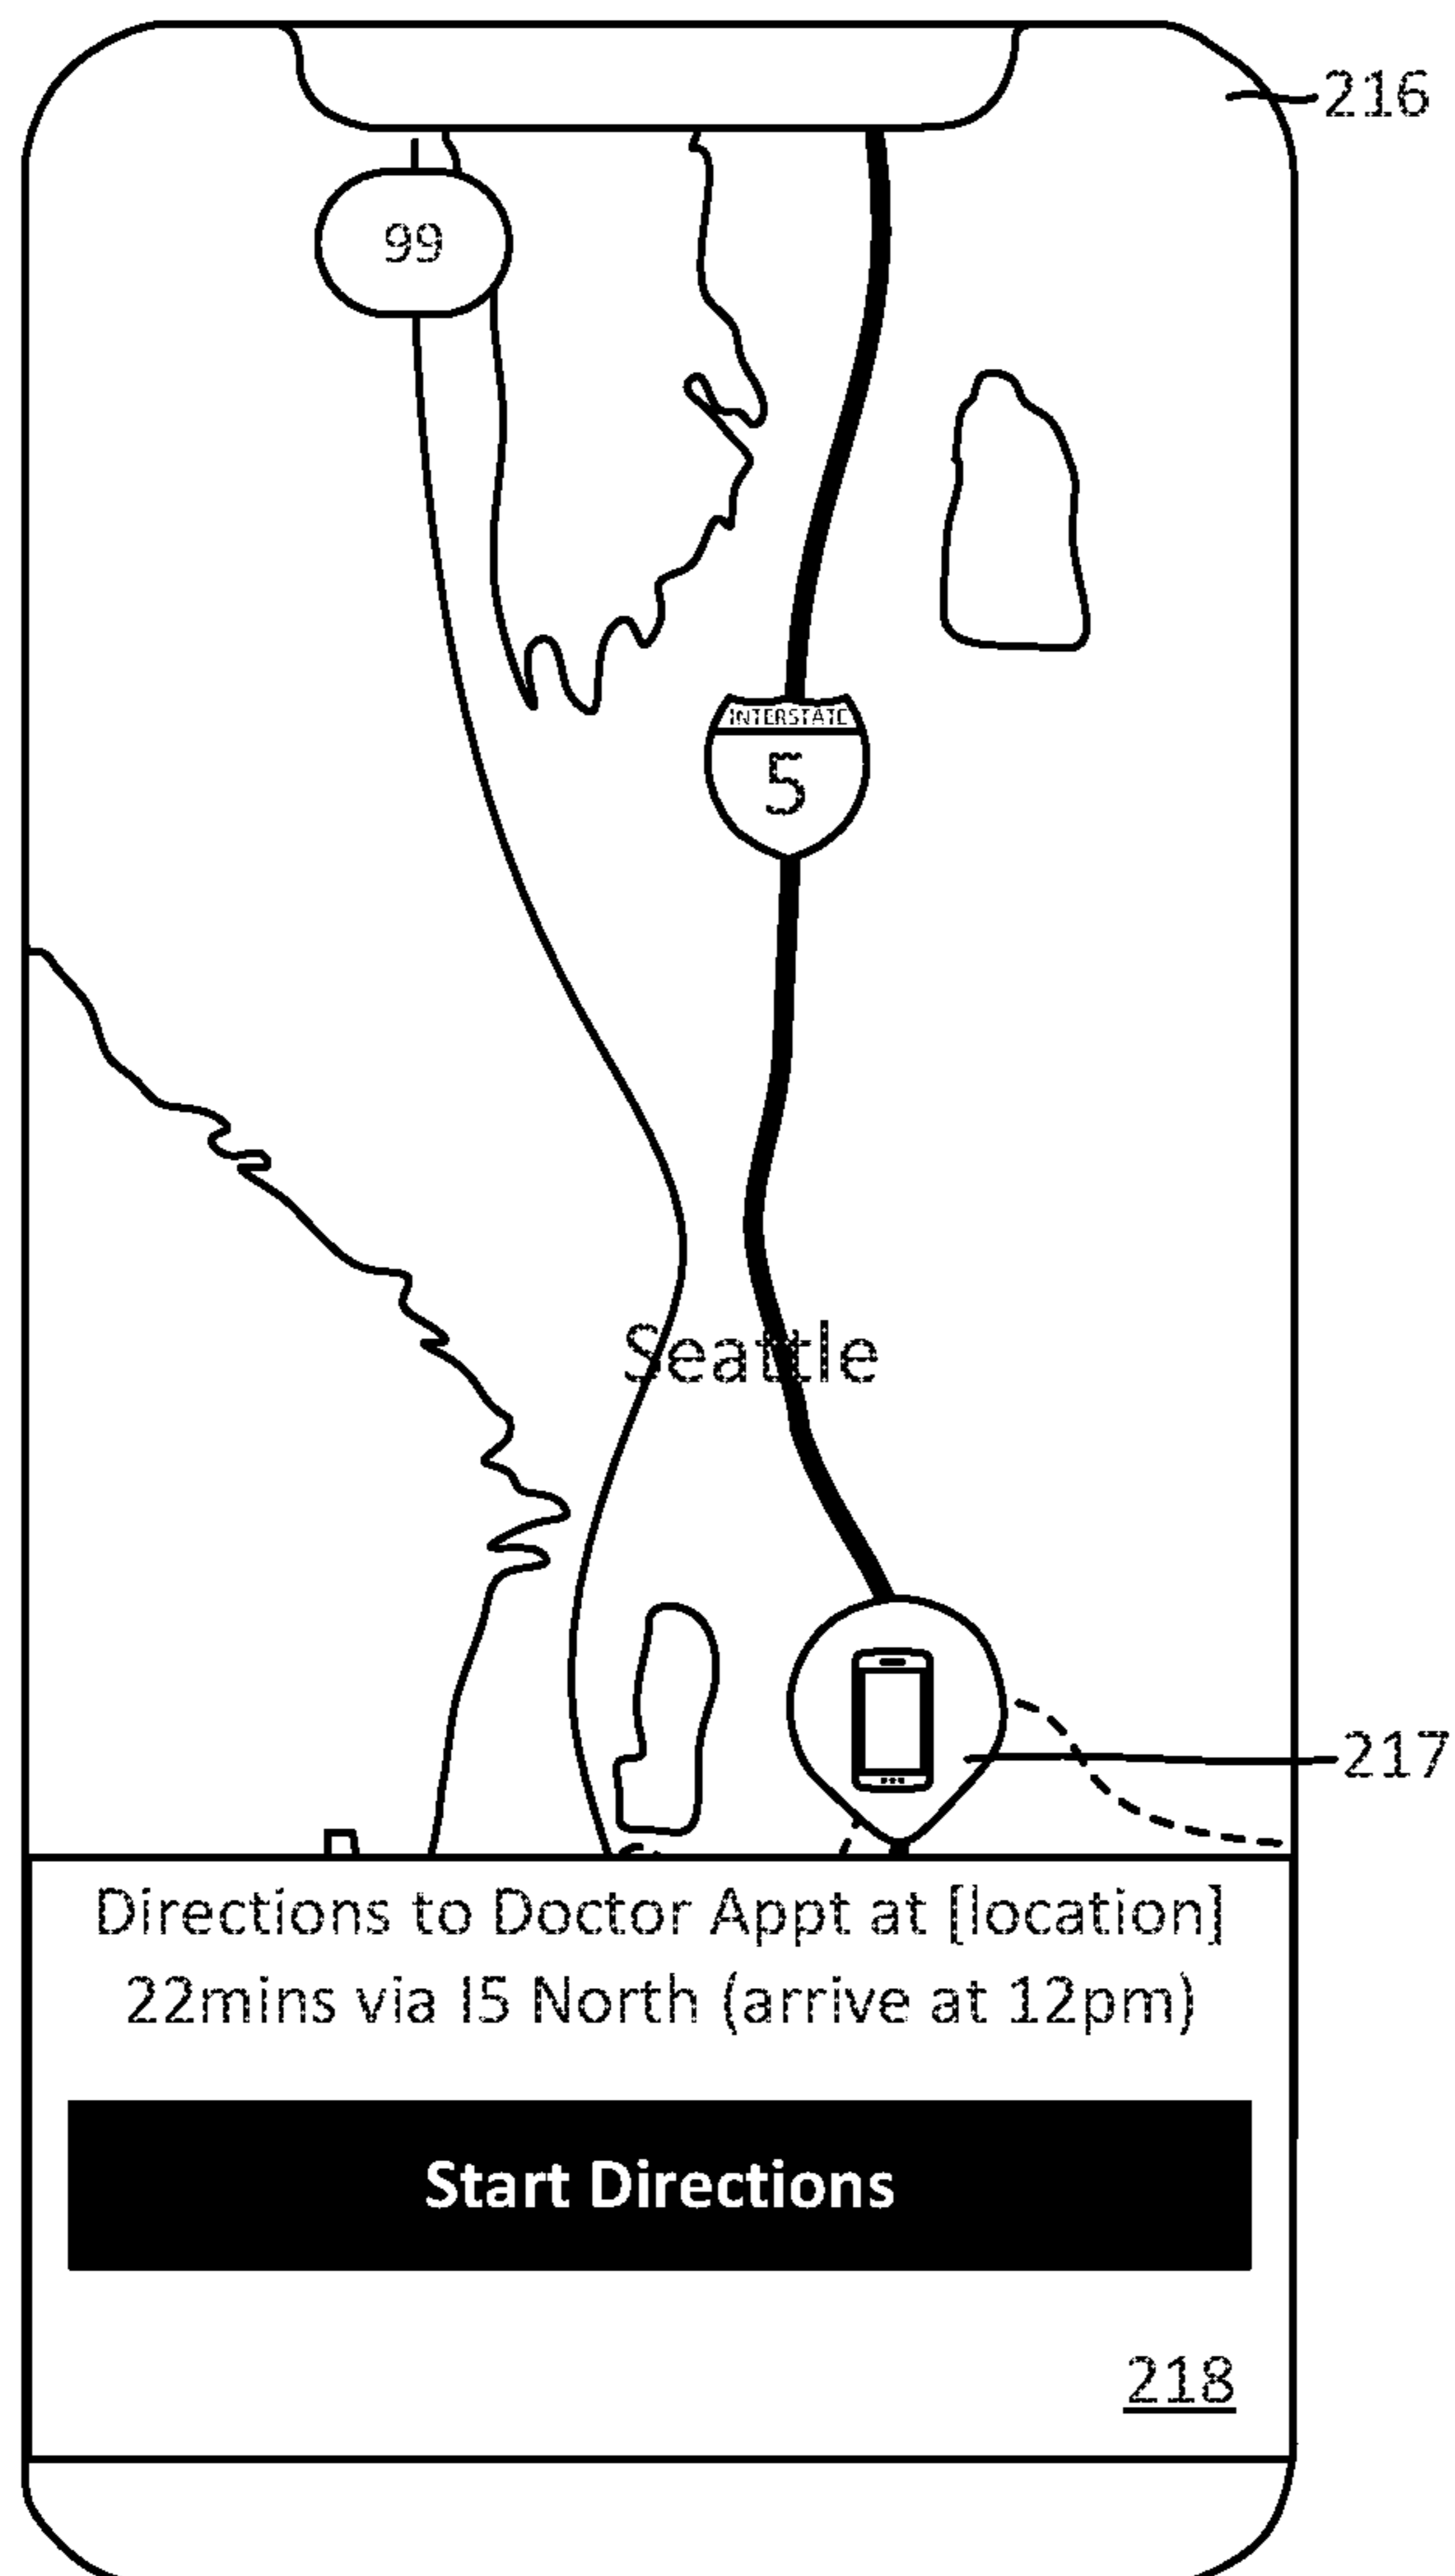 216
99
INTERSTATE
5
Seattle
217
Directions to Doctor Appt at [location]
22mins via I5 North (arrive at 12pm)
Start Directions
218